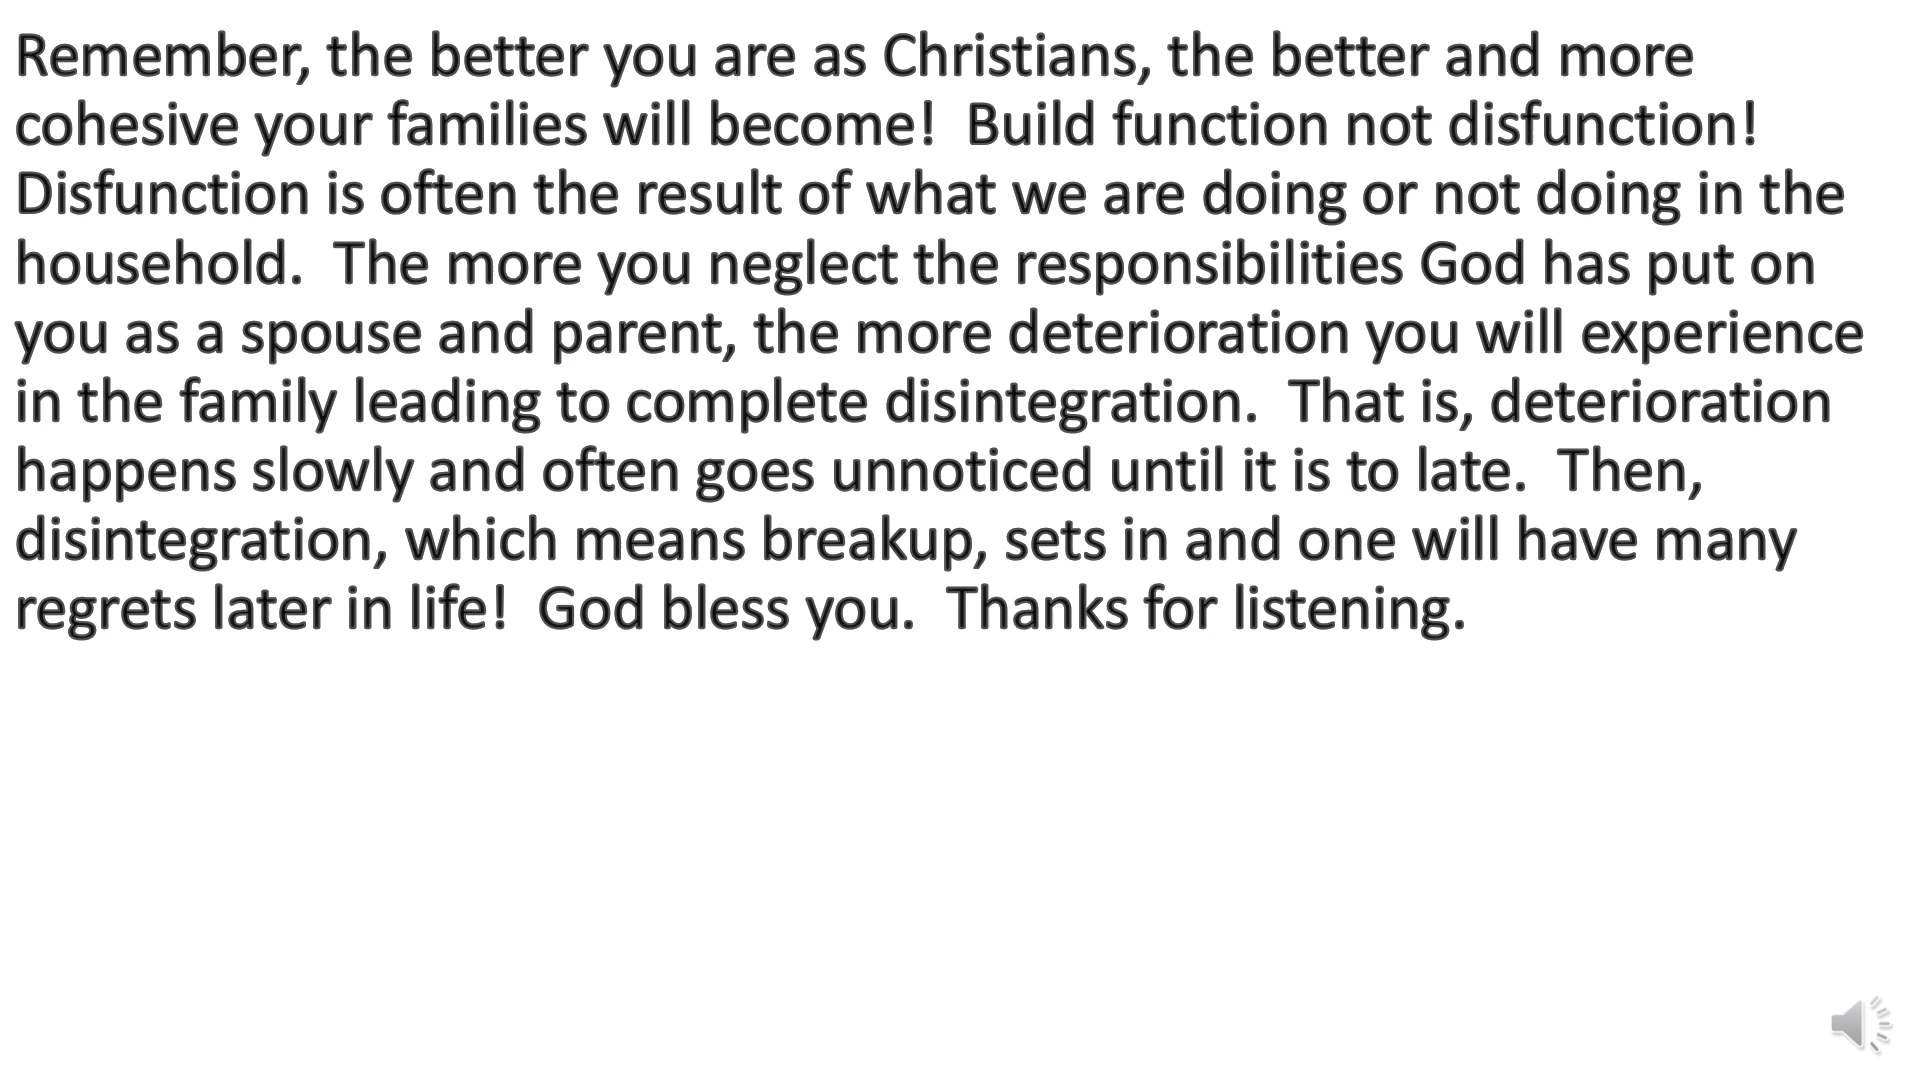 Remember, the better you are as Christians, the better and more
cohesive your families will become!  Build function not disfunction!
Disfunction is often the result of what we are doing or not doing in the
household.  The more you neglect the responsibilities God has put on
you as a spouse and parent, the more deterioration you will experience
in the family leading to complete disintegration.  That is, deterioration
happens slowly and often goes unnoticed until it is to late.  Then,
disintegration, which means breakup, sets in and one will have many
regrets later in life!  God bless you.  Thanks for listening.